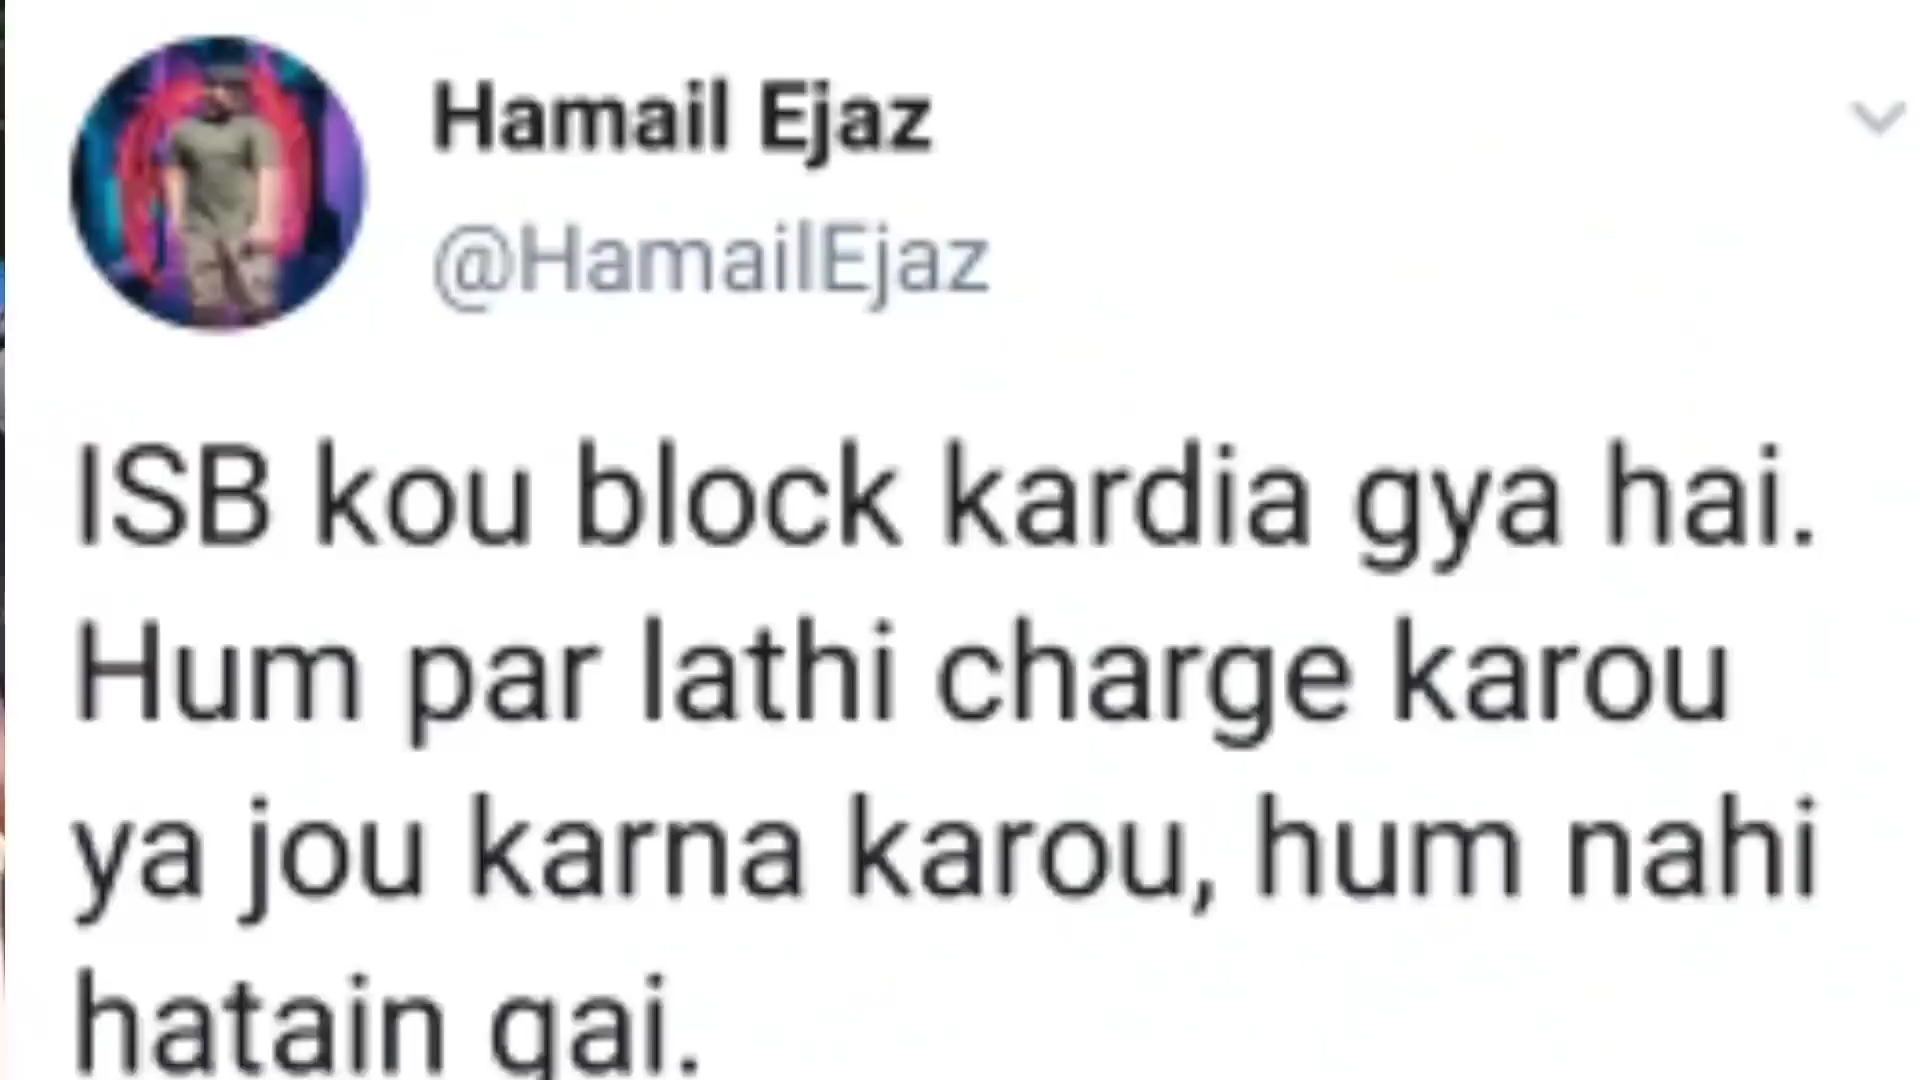 Hamail Ejaz
@HamailEjaz
ISB kou block kardia gya hai.
Hum par lathi charge karou
ya jou karna karou, hum nahi
hatain gai.